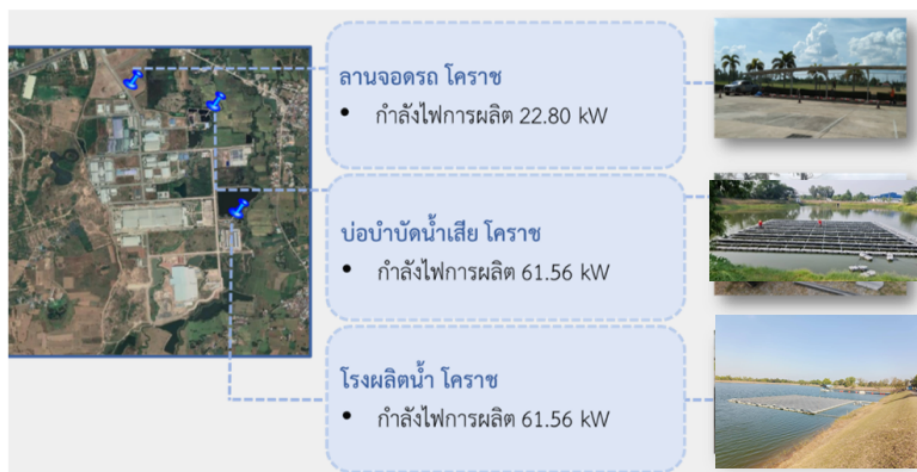 ลานจอดรถ โคราช
• กำลังไฟการผลิต 22.80 kW
บ่อบำบัดน้ำเสีย โคราช
• กำลังไฟการผลิต 61.56 kW
โรงผลิตน้ำ โคราช
• กำลังไฟการผลิต 61.56 kW